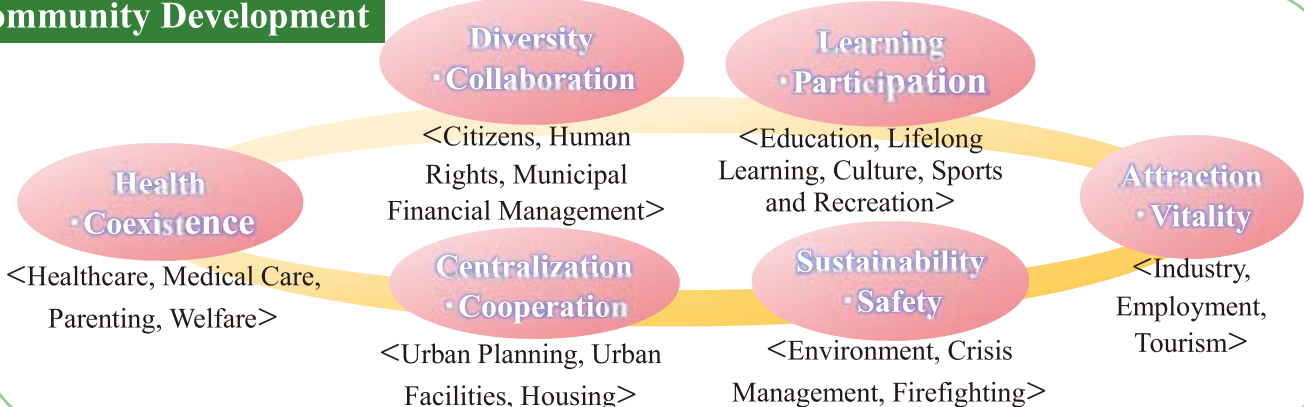 ommunity Development
Diversity
・Collaboration
<Citizens, Human
Rights, Municipal
Financial Management>
Learning
・Participation
<Education, Lifelong
Learning, Culture, Sports
and Recreation>
Health
・Coexistence
<Healthcare, Medical Care,
Parenting, Welfare>
Attraction
・Vitality
<Industry,
Employment,
Tourism>
Centralization
・Cooperation
<Urban Planning, Urban
Facilities, Housing>
Sustainability
・Safety
<Environment, Crisis
Management, Firefighting>